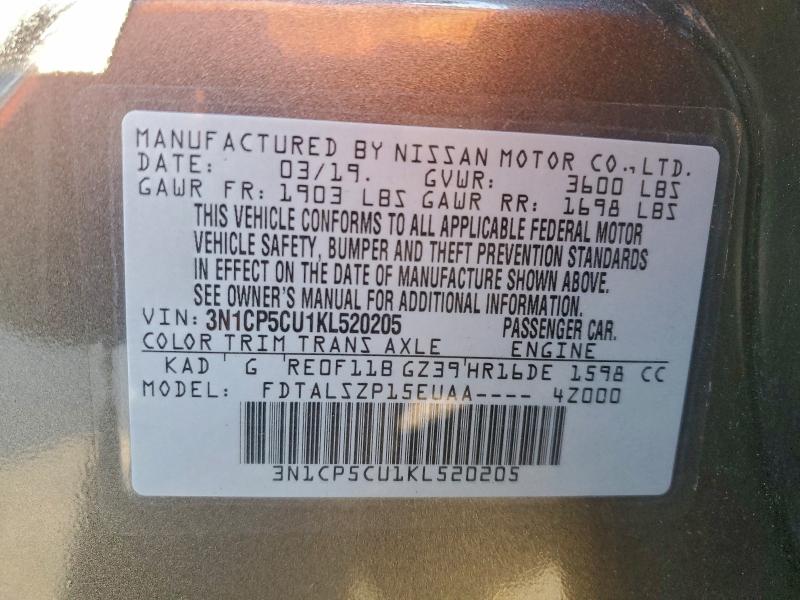 MANUFACTURED BY NISSAN MOTOR CO., LTD.
DATE: 03/19. GVWR: 3600 LBS
GAWR FR: 1903 LBS GAWR RR: 1698 LBS
THIS VEHICLE CONFORMS TO ALL APPLICABLE FEDERAL MOTOR
VEHICLE SAFETY, BUMPER AND THEFT PREVENTION STANDARDS
IN EFFECT ON THE DATE OF MANUFACTURE SHOWN ABOVE.
SEE OWNER'S MANUAL FOR ADDITIONAL INFORMATION.
VIN: 3N1CP5CU1KL520205 PASSENGER CAR.
COLOR TRIM TRANS AXLE ENGINE
KAD G RE0F11B GZ39 HR16DE 1598 CC
MODEL: FDTALSZP15EUAA---- 4Z000
3N1CP5CU1KL520205